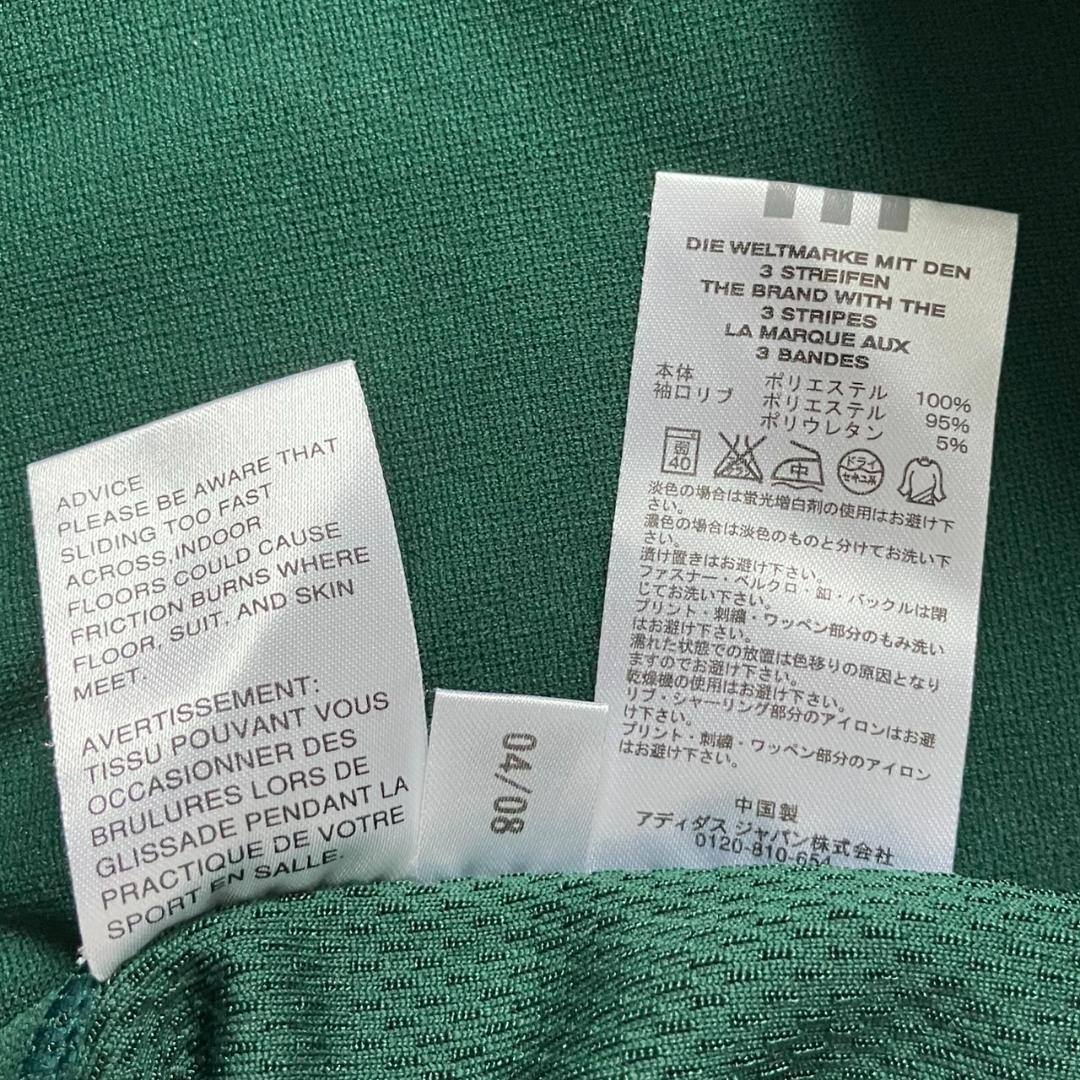 ADVICE
PLEASE BE AWARE THAT
SLIDING TOO FAST
ACROSS,INDOOR
FLOORS COULD CAUSE
FRICTION BURNS WHERE
FLOOR, SUIT, AND SKIN
MEET.
AVERTISSEMENT:
TISSU POUVANT VOUS
OCCASIONNER DES
BRULURES LORS DE
GLISSADE PENDANT LA
PRACTIQUE DE VOTRE
SPORT EN SALLE.
04/08
DIE WELTMARKE MIT DEN
3 STREIFEN
THE BRAND WITH THE
3 STRIPES
LA MARQUE AUX
3 BANDES
本体 ポリエステル 100%
袖口リブ ポリエステル 95%
ポリウレタン 5%
弱
40
中
ドライ
セキユ系
淡色の場合は蛍光増白剤の使用はお避け下
さい。
濃色の場合は淡色のものと分けてお洗い下
さい。
漬け置きはお避け下さい。
ファスナー・ベルクロ・釦・バックルは閉
じてお洗い下さい。
プリント・刺繍・ワッペン部分のもみ洗い
はお避け下さい。
濡れた状態での放置は色移りの原因となり
ますのでお避け下さい。
乾燥機の使用はお避け下さい。
リブ・シャーリング部分のアイロンはお避
け下さい。
プリント・刺繍・ワッペン部分のアイロン
はお避け下さい。
中国製
アディダス ジャパン株式会社
0120-810-654